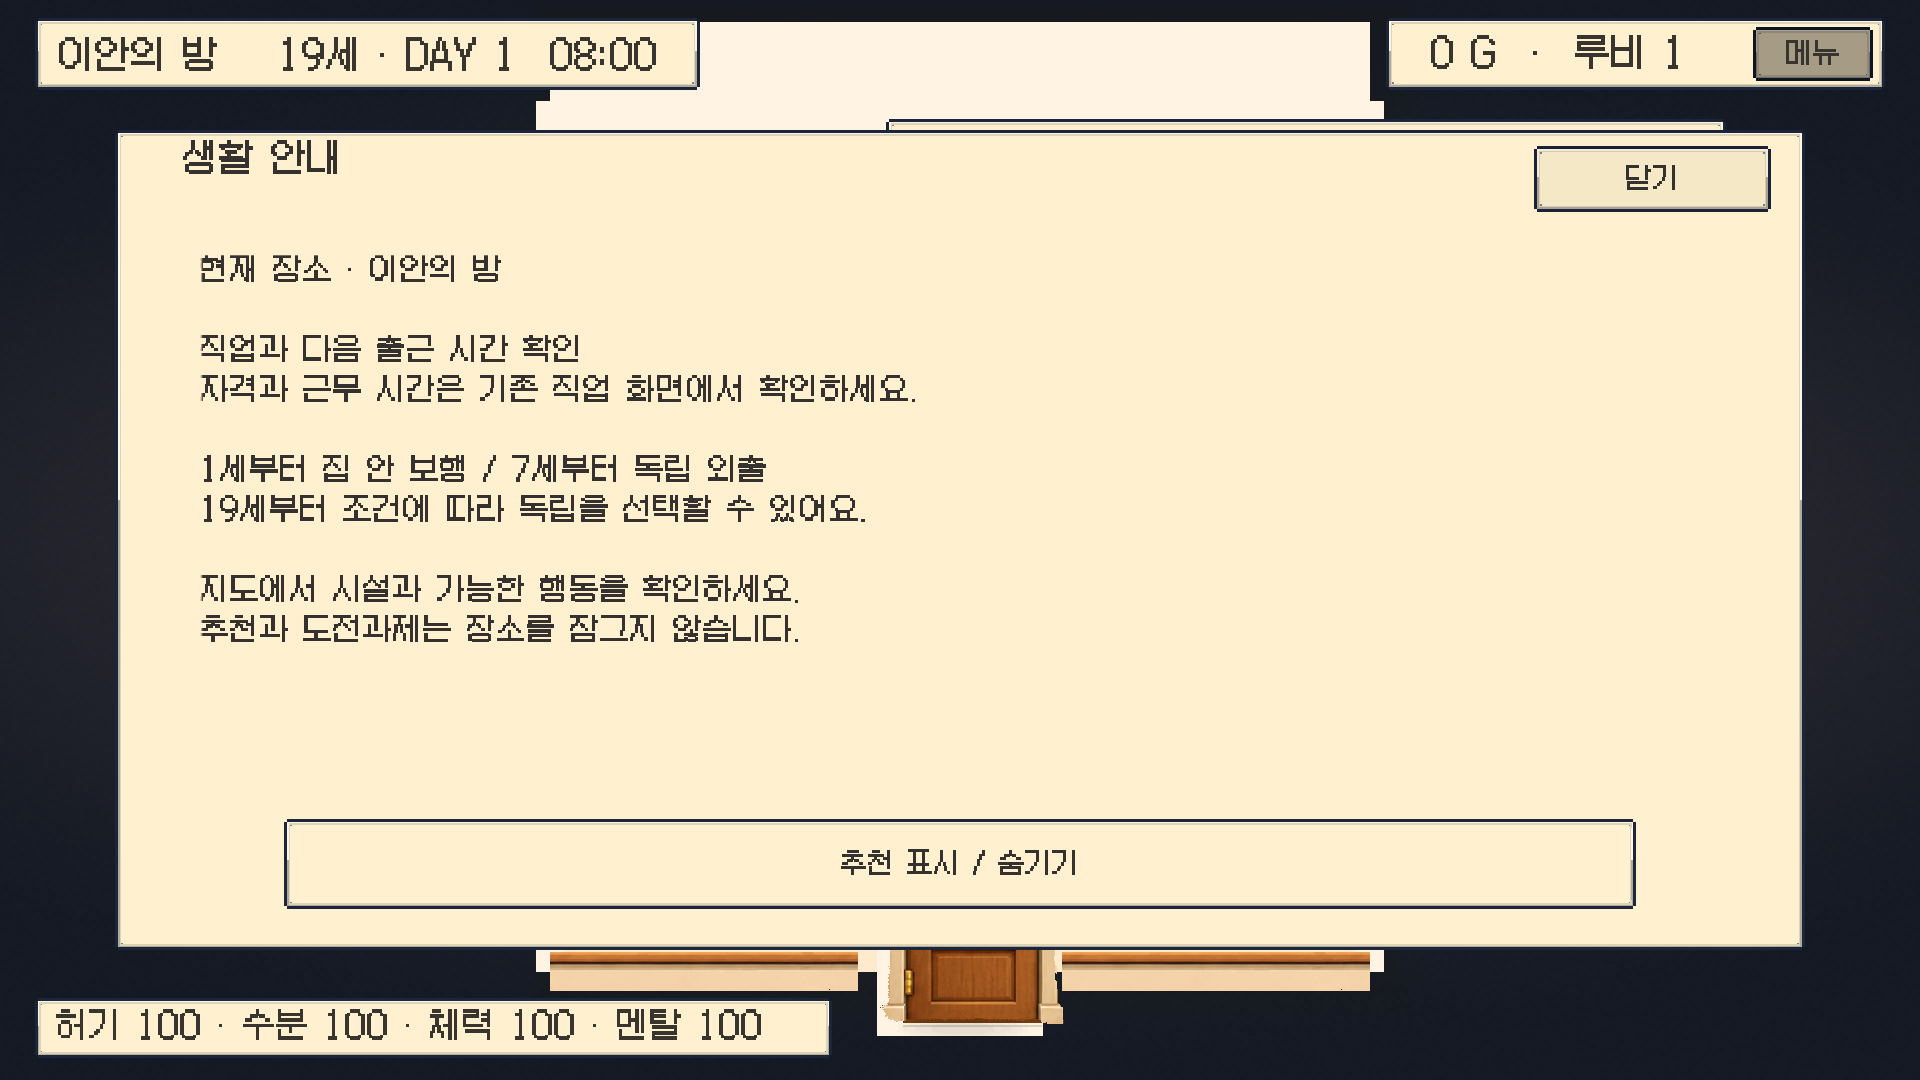 이안의 방 19세 · DAY 1 08:00
0 G · 루비 1 메뉴
생활 안내
닫기
현재 장소 · 이안의 방
직업과 다음 출근 시간 확인
자격과 근무 시간은 기존 직업 화면에서 확인하세요.
1세부터 집 안 보행 / 7세부터 독립 외출
19세부터 조건에 따라 독립을 선택할 수 있어요.
지도에서 시설과 가능한 행동을 확인하세요.
추천과 도전과제는 장소를 잠그지 않습니다.
추천 표시 / 숨기기
허기 100 · 수분 100 · 체력 100 · 멘탈 100